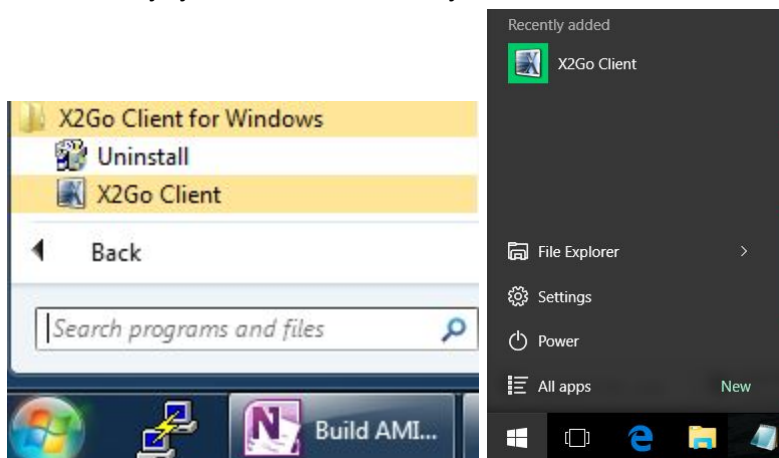 X2Go Client for Windows
Uninstall
X2Go Client
Back
Search programs and files
Build AMI...
Recently added
X2Go Client
File Explorer
Settings
Power
All apps New